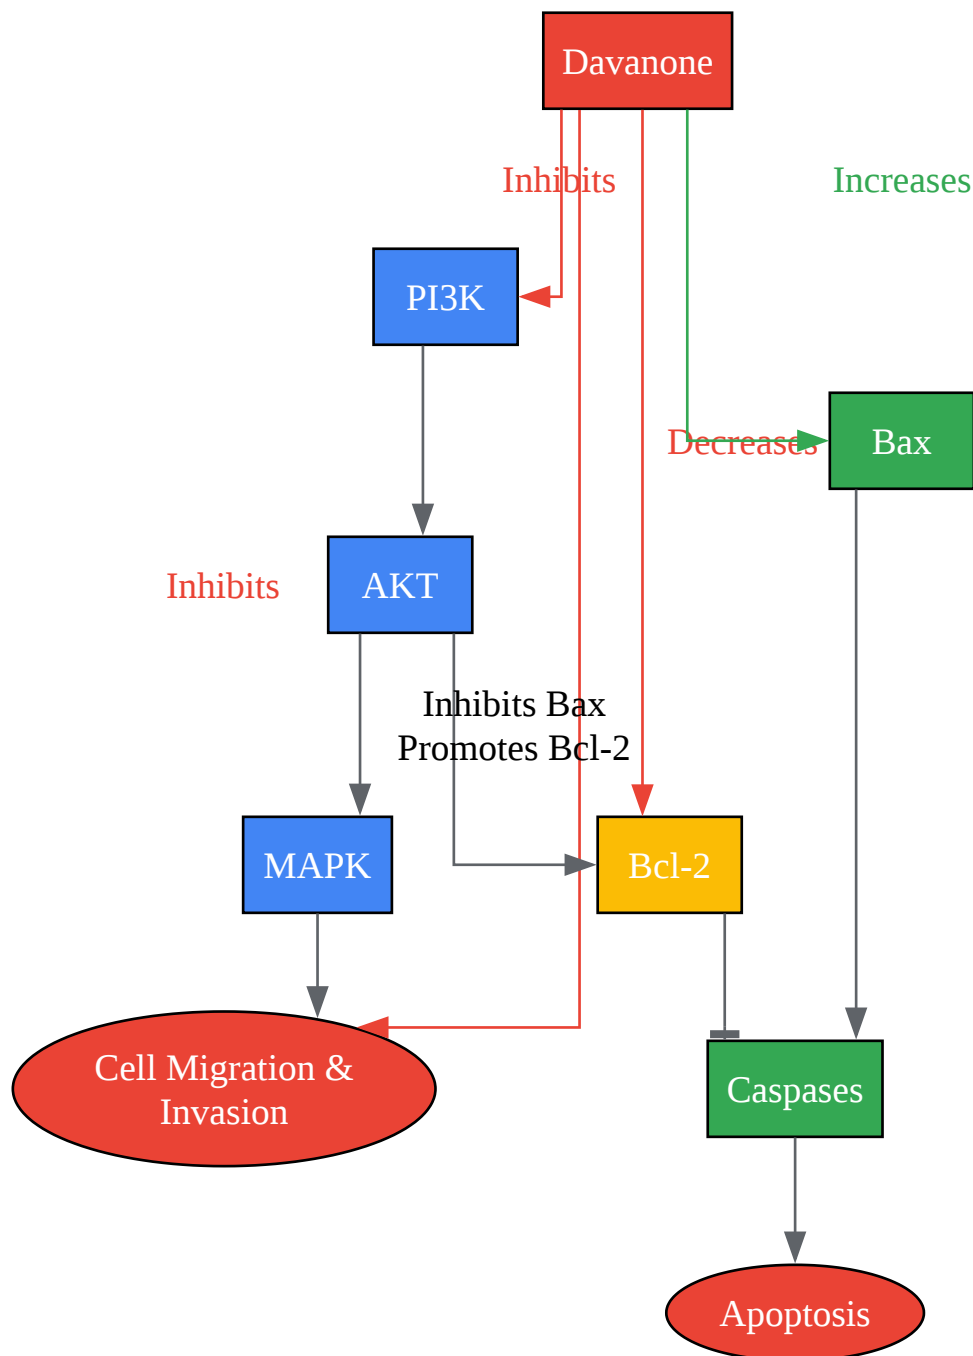 Davanone
Inhibits
Increases
PI3K
Decreases
Bax
Inhibits
AKT
Inhibits Bax
Promotes Bcl-2
MAPK
Bcl-2
Cell Migration &
Invasion
Caspases
Apoptosis